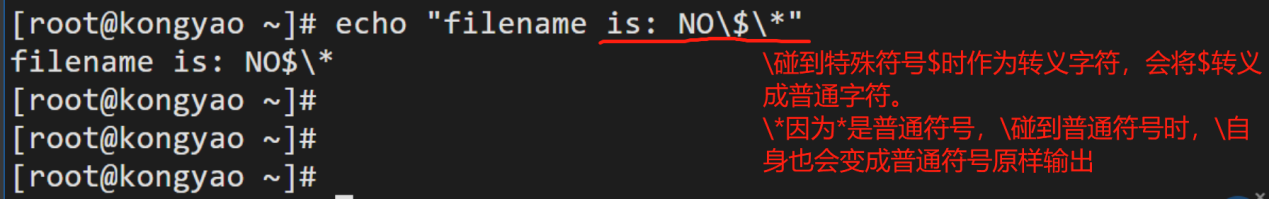 [root@kongyao ~]# echo "filename is: NO\$\*"
filename is: NO$\*
[root@kongyao ~]#
[root@kongyao ~]#
[root@kongyao ~]#
\碰到特殊符号$时作为转义字符，会将$转义
成普通字符。
\*因为*是普通符号，\碰到普通符号时，\自
身也会变成普通符号原样输出